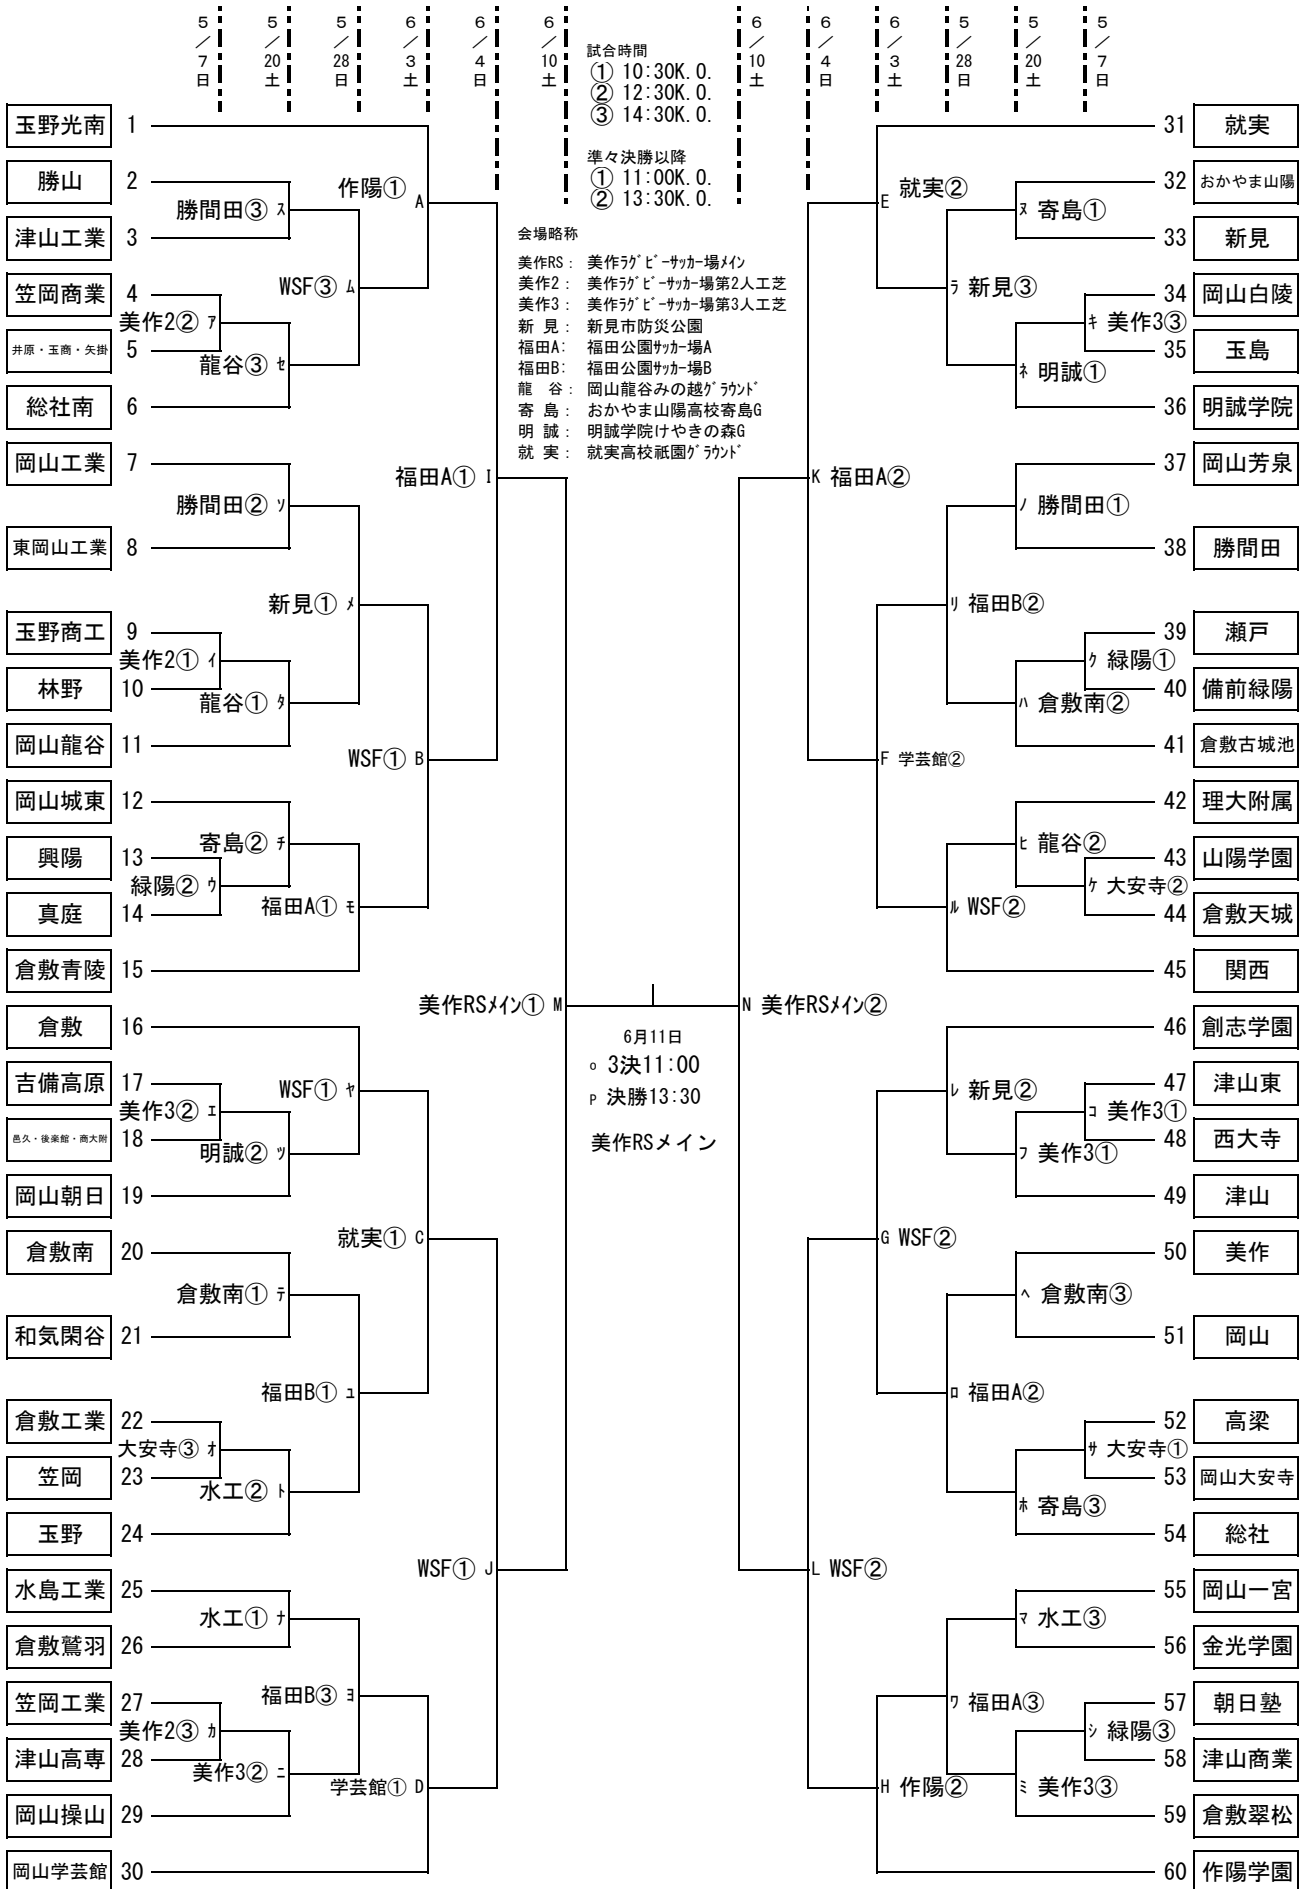 5／7日
5／20土
5／28日
6／3土
6／4日
6／10土
6／10土
6／4日
6／3土
5／28日
5／20土
5／7日
試合時間
① 10:30K.O.
② 12:30K.O.
③ 14:30K.O.
準々決勝以降
① 11:00K.O.
② 13:30K.O.
会場略称
美作RS： 美作ﾗｸﾞﾋﾞｰｻｯｶｰ場ﾒｲﾝ
美作2： 美作ﾗｸﾞﾋﾞｰｻｯｶｰ場第2人工芝
美作3： 美作ﾗｸﾞﾋﾞｰｻｯｶｰ場第3人工芝
新 見： 新見市防災公園
福田A: 福田公園ｻｯｶｰ場A
福田B: 福田公園ｻｯｶｰ場B
龍 谷： 岡山龍谷みの越ｸﾞﾗｳﾝﾄﾞ
寄 島： おかやま山陽高校寄島G
明 誠： 明誠学院けやきの森G
就 実： 就実高校祇園ｸﾞﾗｳﾝﾄﾞ
玉野光南 1
作陽① A
勝山 2
勝間田③ ｽ
津山工業 3
WSF③ ﾑ
笠岡商業 4
美作2② ｱ
井原・玉商・矢掛 5
龍谷③ ｾ
総社南 6
岡山工業 7
福田A① I
勝間田② ｿ
東岡山工業 8
新見① ﾒ
玉野商工 9
美作2① ｲ
林野 10
龍谷① ﾀ
岡山龍谷 11
WSF① B
岡山城東 12
寄島② ﾁ
興陽 13
緑陽② ｳ
真庭 14
福田A① ﾓ
倉敷青陵 15
美作RSﾒｲﾝ① M
倉敷 16
WSF① ﾔ
吉備高原 17
美作3② ｴ
邑久・後楽館・商大附 18
明誠② ﾂ
岡山朝日 19
就実① C
倉敷南 20
倉敷南① ﾃ
和気閑谷 21
福田B① ﾕ
倉敷工業 22
大安寺③ ｵ
笠岡 23
水工② ﾄ
玉野 24
WSF① J
水島工業 25
水工① ﾅ
倉敷鷲羽 26
福田B③ ﾖ
笠岡工業 27
美作2③ ｶ
津山高専 28
美作3② ﾆ
学芸館① D
岡山操山 29
岡山学芸館 30
6月11日
o 3決11:00
P 決勝13:30
美作RSメイン
31 就実
E 就実②
32 おかやま山陽
ﾇ 寄島①
33 新見
ﾗ 新見③
34 岡山白陵
ｷ 美作3③
35 玉島
ﾈ 明誠①
36 明誠学院
37 岡山芳泉
K 福田A②
ﾉ 勝間田①
38 勝間田
ﾘ 福田B②
39 瀬戸
ｸ 緑陽①
40 備前緑陽
ﾊ 倉敷南②
41 倉敷古城池
F 学芸館②
42 理大附属
ﾋ 龍谷②
43 山陽学園
ｹ 大安寺②
44 倉敷天城
ﾙ WSF②
45 関西
N 美作RSﾒｲﾝ②
46 創志学園
ﾚ 新見②
47 津山東
ｺ 美作3①
48 西大寺
ﾌ 美作3①
49 津山
G WSF②
50 美作
ﾍ 倉敷南③
51 岡山
ﾛ 福田A②
52 高梁
ｻ 大安寺①
53 岡山大安寺
ﾎ 寄島③
54 総社
L WSF②
55 岡山一宮
ﾏ 水工③
56 金光学園
ﾜ 福田A③
57 朝日塾
ｼ 緑陽③
58 津山商業
H 作陽②
ﾐ 美作3③
59 倉敷翠松
60 作陽学園